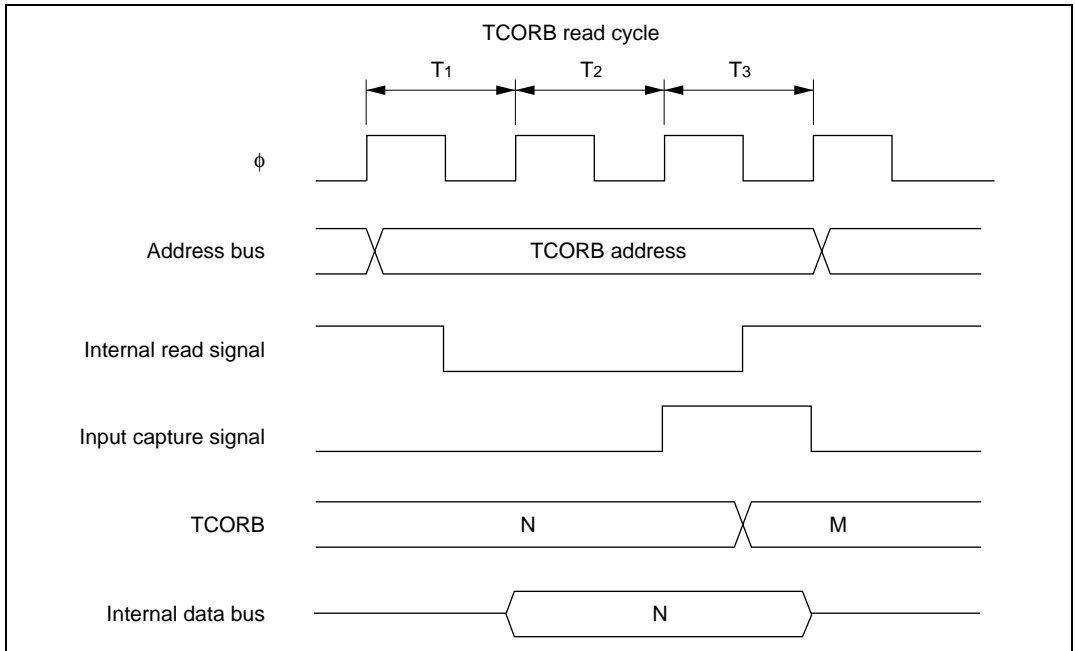 TCORB read cycle
T1 T2 T3
ϕ
Address bus
TCORB address
Internal read signal
Input capture signal
TCORB
N M
Internal data bus
N